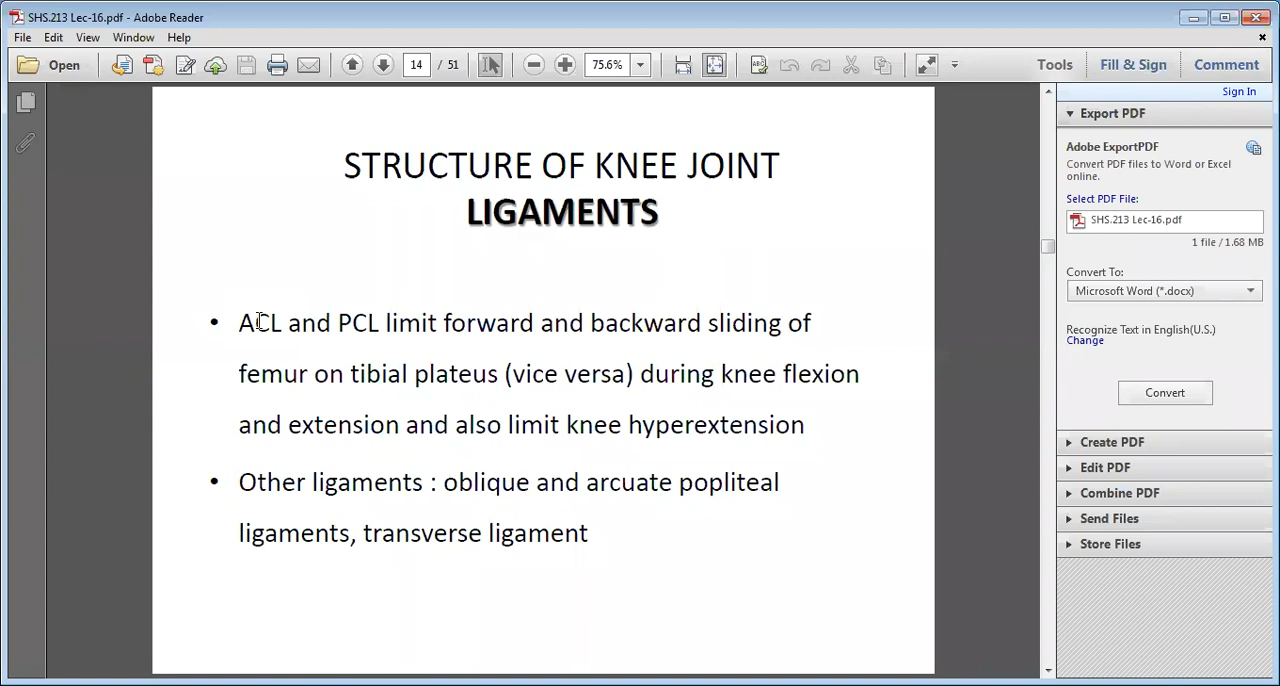 SHS.213 Lec-16.pdf - Adobe Reader
File Edit View Window Help
Open 14 / 51 75.6% Tools Fill & Sign Comment
Sign In
Export PDF
Adobe ExportPDF
Convert PDF files to Word or Excel
online.
Select PDF File:
SHS.213 Lec-16.pdf
1 file / 1.68 MB
Convert To:
Microsoft Word (*.docx)
Recognize Text in English(U.S.)
Change
Convert
Create PDF
Edit PDF
Combine PDF
Send Files
Store Files
STRUCTURE OF KNEE JOINT
LIGAMENTS
• ACL and PCL limit forward and backward sliding of
femur on tibial plateus (vice versa) during knee flexion
and extension and also limit knee hyperextension
• Other ligaments : oblique and arcuate popliteal
ligaments, transverse ligament